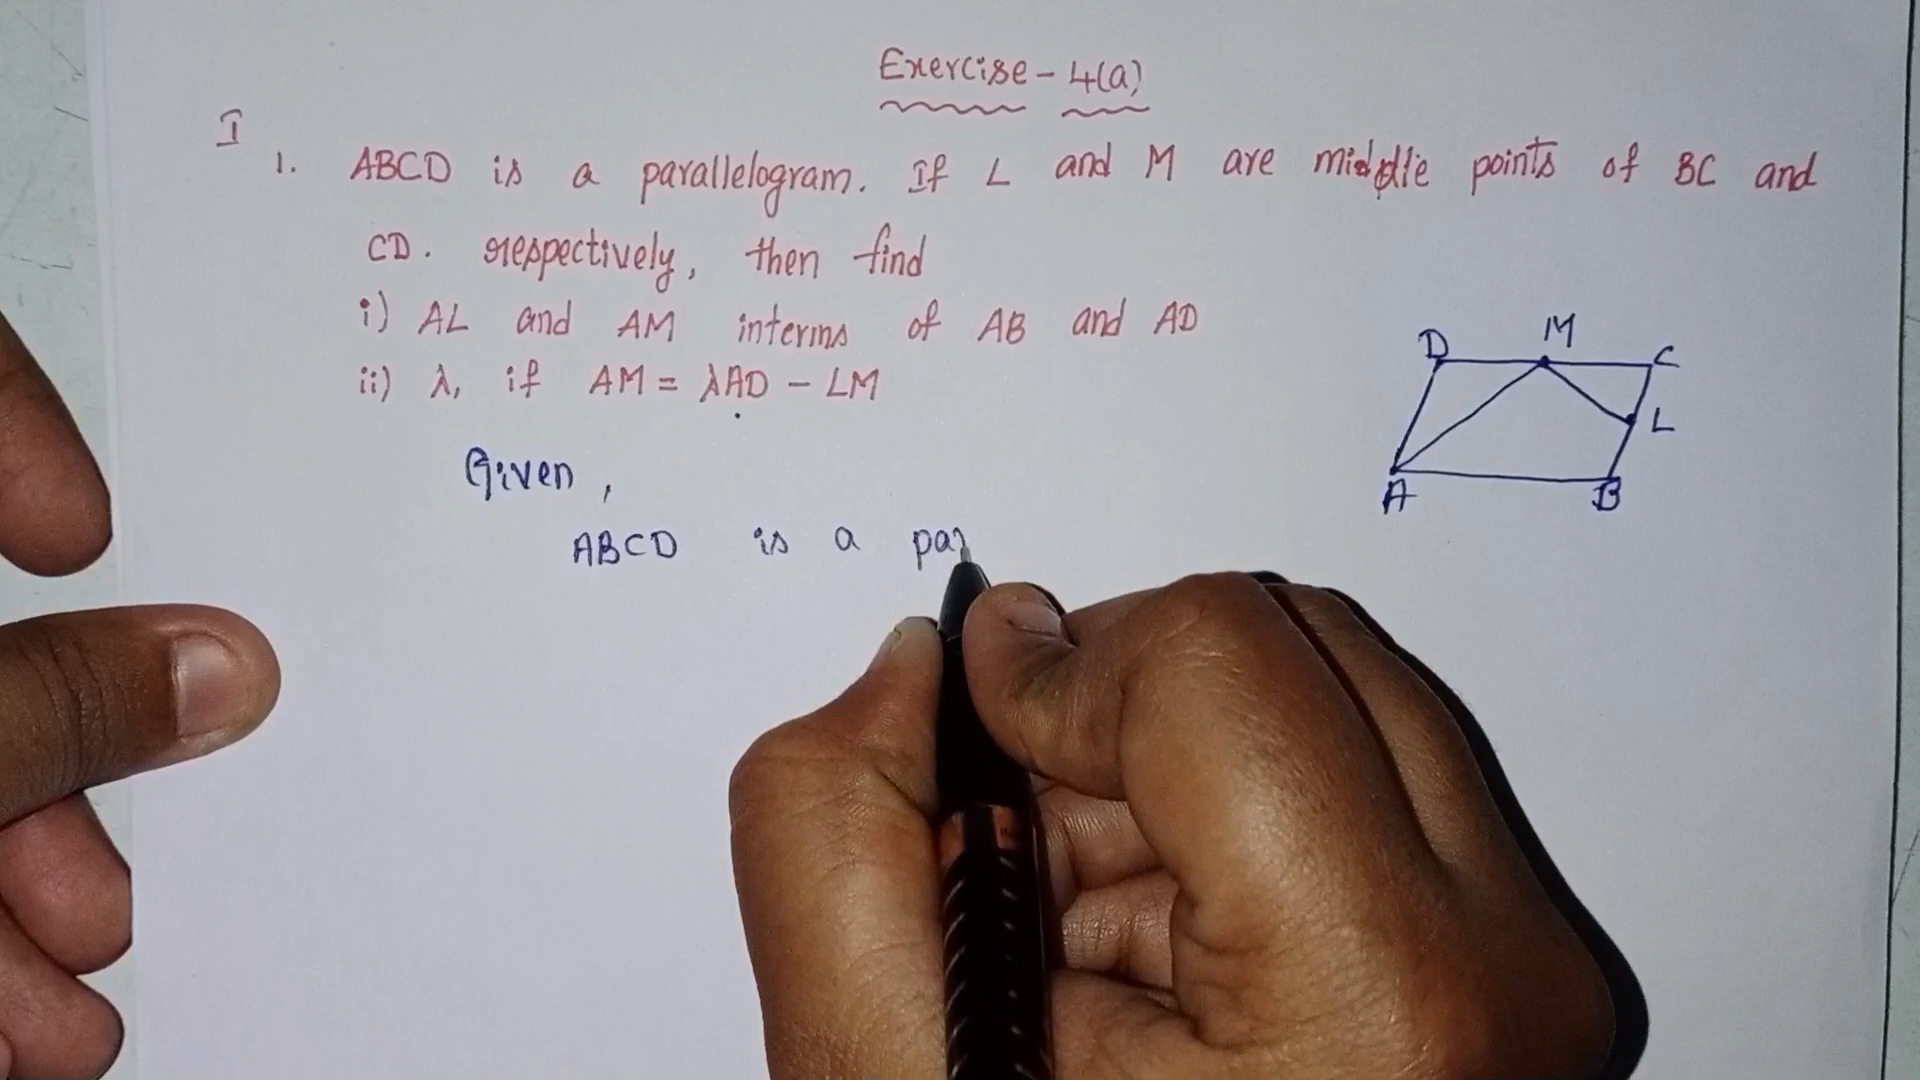 Exercise - 4(a)
I
1. ABCD is a parallelogram. If L and M are middle points of BC and
CD. respectively, then find
i) AL and AM interms of AB and AD
ii) λ, if AM = λAD - LM
D M C
L
A B
Given,
ABCD is a par